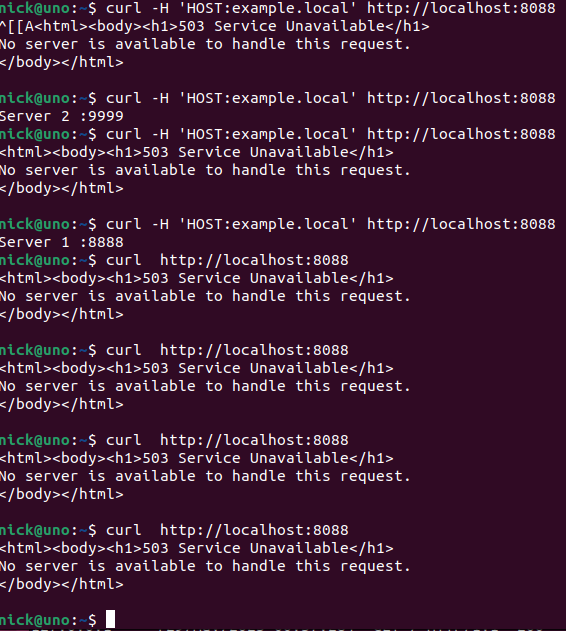 nick@uno:~$ curl -H 'HOST:example.local' http://localhost:8088
^[[A<html><body><h1>503 Service Unavailable</h1>
No server is available to handle this request.
</body></html>
nick@uno:~$ curl -H 'HOST:example.local' http://localhost:8088
Server 2 :9999
nick@uno:~$ curl -H 'HOST:example.local' http://localhost:8088
<html><body><h1>503 Service Unavailable</h1>
No server is available to handle this request.
</body></html>
nick@uno:~$ curl -H 'HOST:example.local' http://localhost:8088
Server 1 :8888
nick@uno:~$ curl  http://localhost:8088
<html><body><h1>503 Service Unavailable</h1>
No server is available to handle this request.
</body></html>
nick@uno:~$ curl  http://localhost:8088
<html><body><h1>503 Service Unavailable</h1>
No server is available to handle this request.
</body></html>
nick@uno:~$ curl  http://localhost:8088
<html><body><h1>503 Service Unavailable</h1>
No server is available to handle this request.
</body></html>
nick@uno:~$ curl  http://localhost:8088
<html><body><h1>503 Service Unavailable</h1>
No server is available to handle this request.
</body></html>
nick@uno:~$